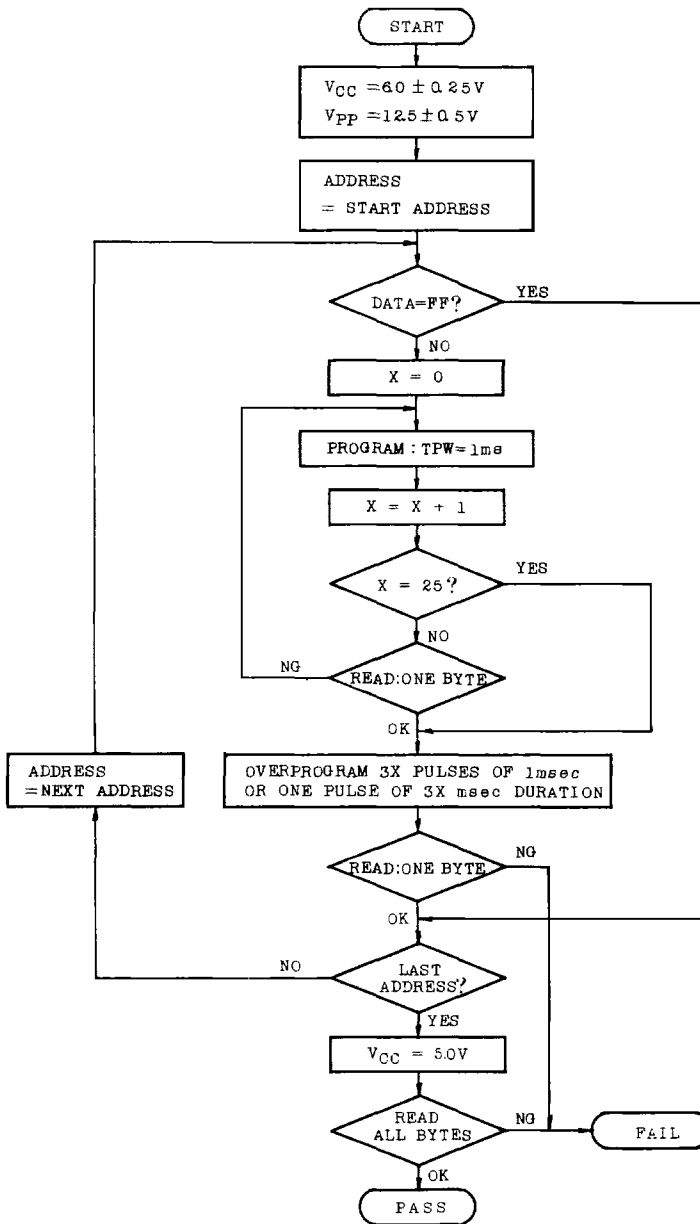 START
VCC =6.0 ± 0.25V
VPP =12.5 ± 0.5V
ADDRESS
= START ADDRESS
DATA=FF?
YES
NO
X = 0
PROGRAM : TPW= 1ms
X = X + 1
X = 25?
YES
NO
READ:ONE BYTE
NG
OK
ADDRESS
=NEXT ADDRESS
OVERPROGRAM 3X PULSES OF 1msec
OR ONE PULSE OF 3X msec DURATION
READ:ONE BYTE
NG
OK
NO
LAST
ADDRESS?
YES
VCC = 5.0V
READ
ALL BYTES
NG
FAIL
OK
PASS